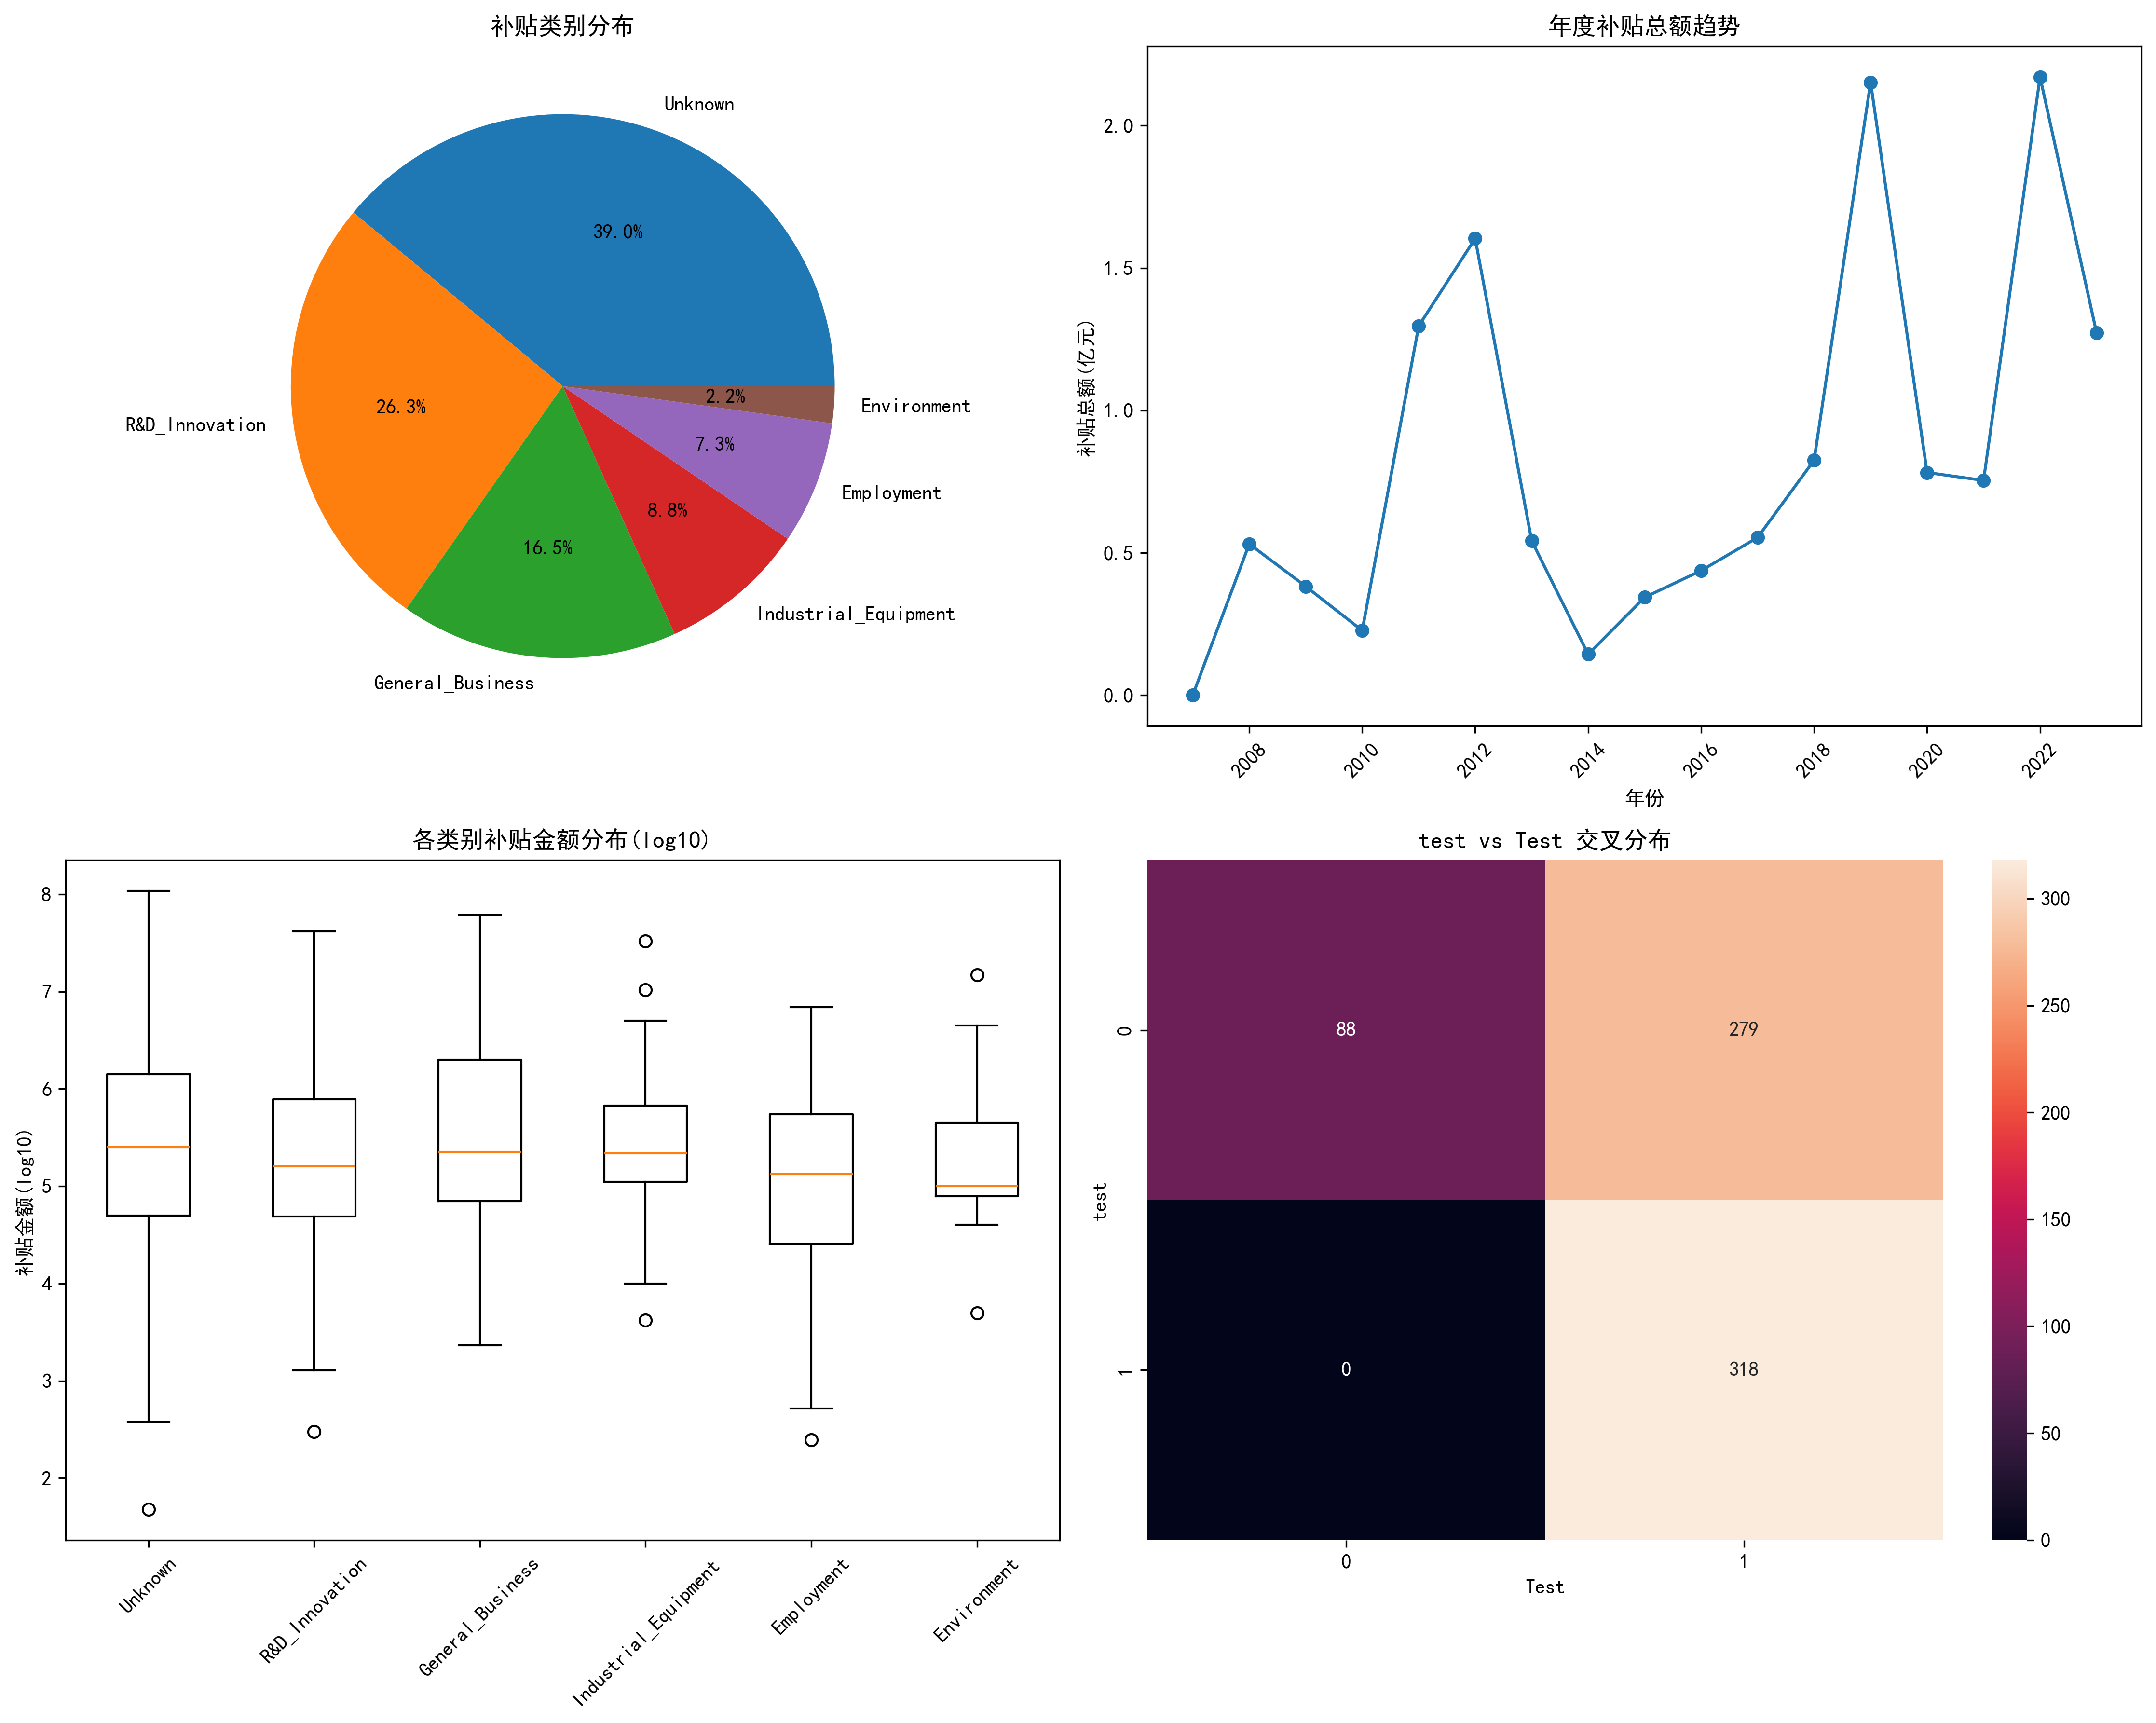 补贴类别分布
Unknown
39.0%
R&D_Innovation
26.3%
General_Business
16.5%
Industrial_Equipment
8.8%
Employment
7.3%
Environment
2.2%
年度补贴总额趋势
补贴总额(亿元)
2.0
1.5
1.0
0.5
0.0
2008
2010
2012
2014
2016
2018
2020
2022
年份
各类别补贴金额分布(log10)
补贴金额(log10)
8
7
6
5
4
3
2
Unknown
R&D_Innovation
General_Business
Industrial_Equipment
Employment
Environment
test vs Test 交叉分布
test
0
1
88
279
0
318
0
1
Test
300
250
200
150
100
50
0